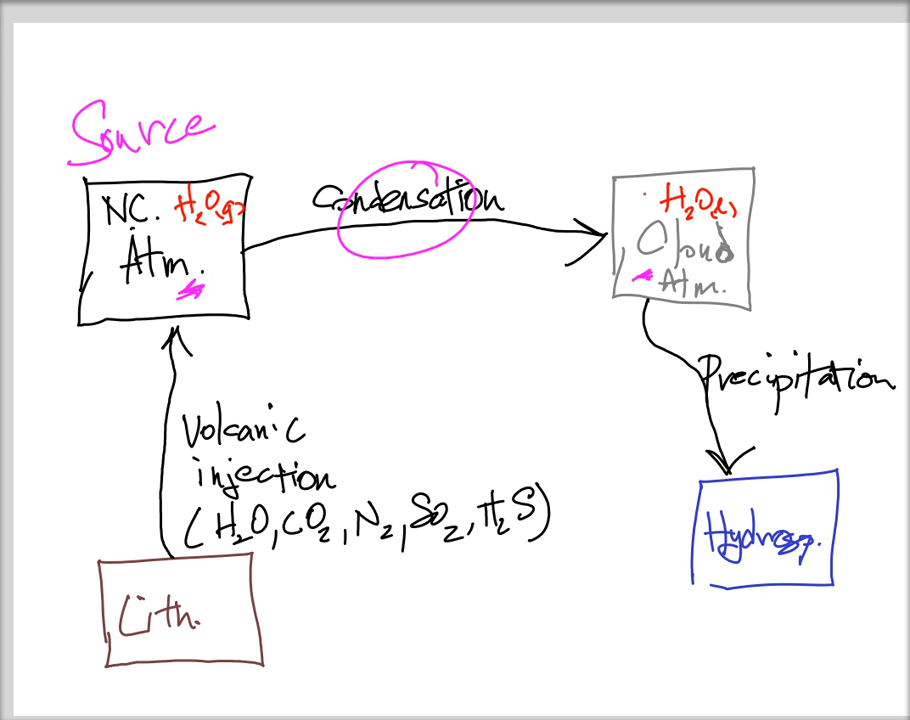 Source
NC. H₂O(g)
Atm.
Condensation
H₂O(l)
Cloud
Atm.
Precipitation
Volcanic
injection
(H₂O, CO₂, N₂, SO₂, H₂S)
Hydrosp.
Lith.